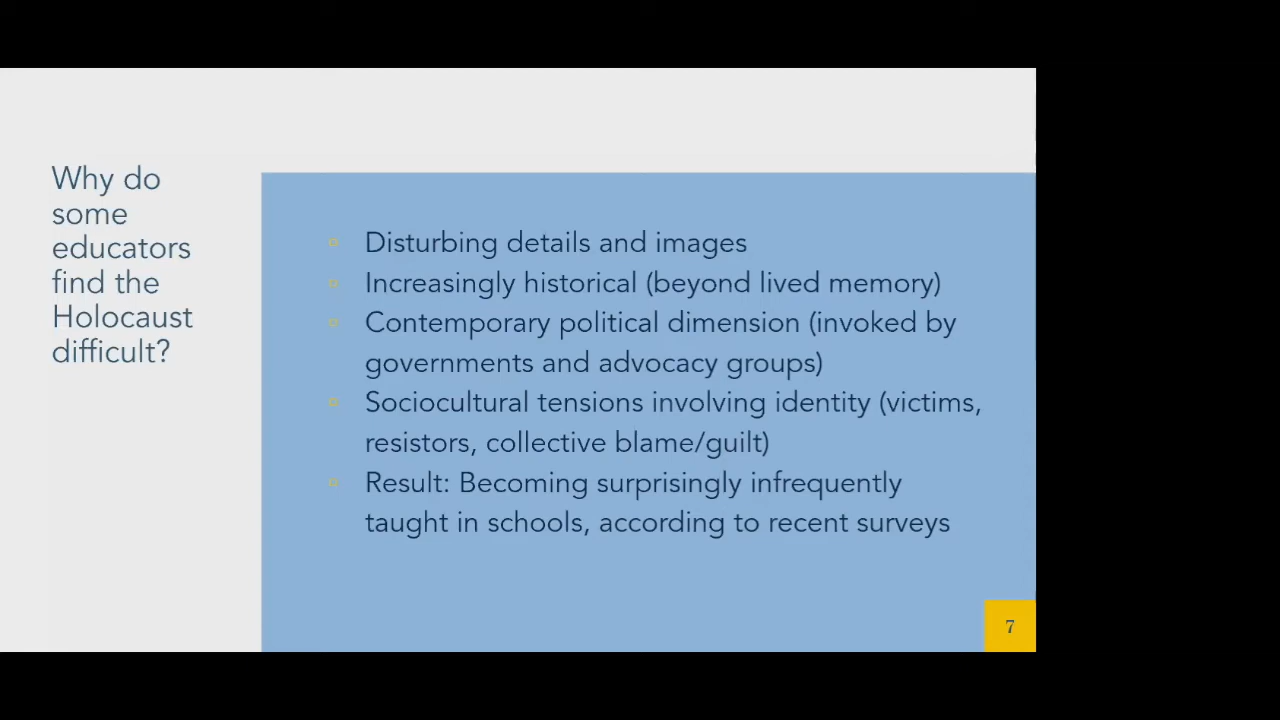 Why do
some
educators
find the
Holocaust
difficult?
Disturbing details and images
Increasingly historical (beyond lived memory)
Contemporary political dimension (invoked by
governments and advocacy groups)
Sociocultural tensions involving identity (victims,
resistors, collective blame/guilt)
Result: Becoming surprisingly infrequently
taught in schools, according to recent surveys
7